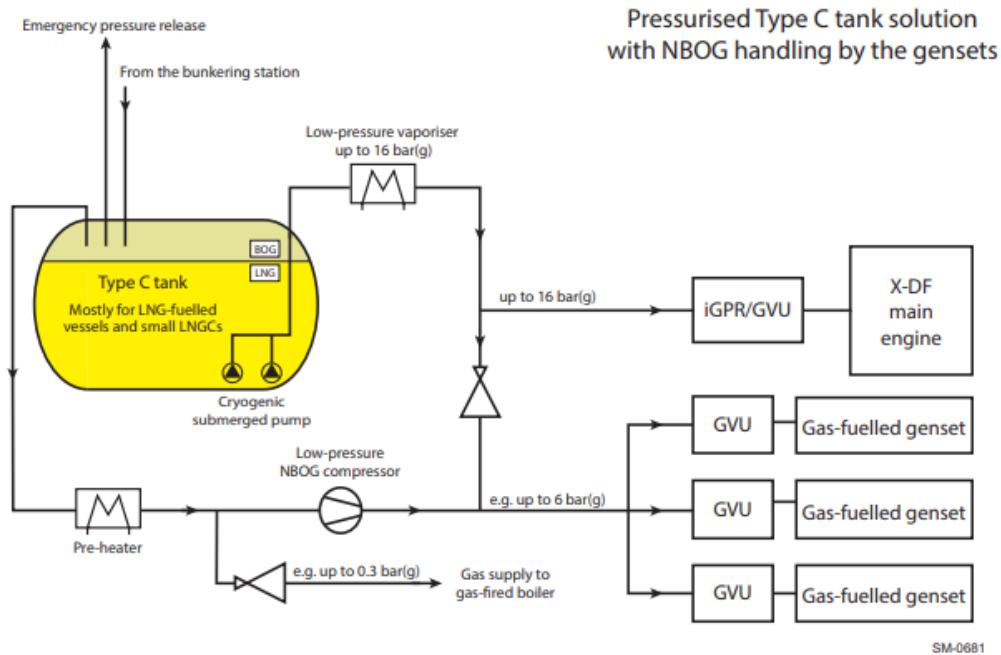 Pressurised Type C tank solution
with NBOG handling by the gensets
Emergency pressure release
From the bunkering station
Low-pressure vaporiser
up to 16 bar(g)
BOG
LNG
Type C tank
Mostly for LNG-fuelled
vessels and small LNGCs
Cryogenic
submerged pump
up to 16 bar(g)
iGPR/GVU
X-DF
main
engine
GVU
Gas-fuelled genset
Low-pressure
NBOG compressor
e.g. up to 6 bar(g)
GVU
Gas-fuelled genset
Pre-heater
e.g. up to 0.3 bar(g)
Gas supply to
gas-fired boiler
GVU
Gas-fuelled genset
SM-0681